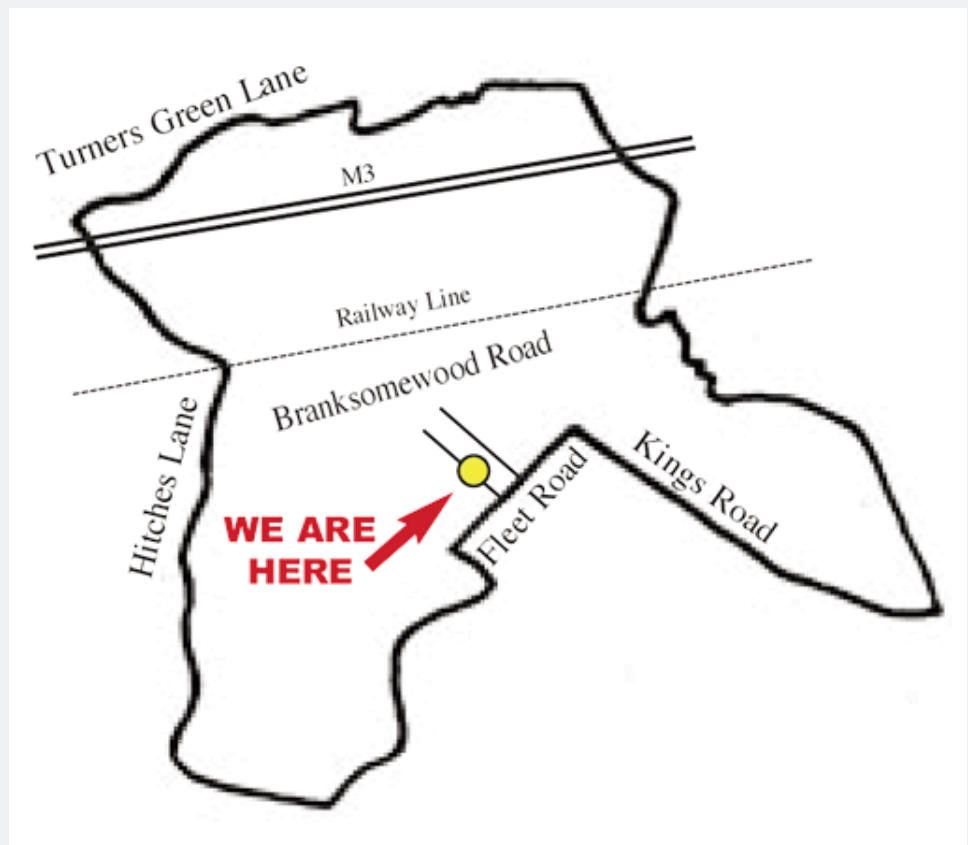 Turners Green Lane
M3
Railway Line
Branksomewood Road
Hitches Lane
Kings Road
Fleet Road
WE ARE
HERE